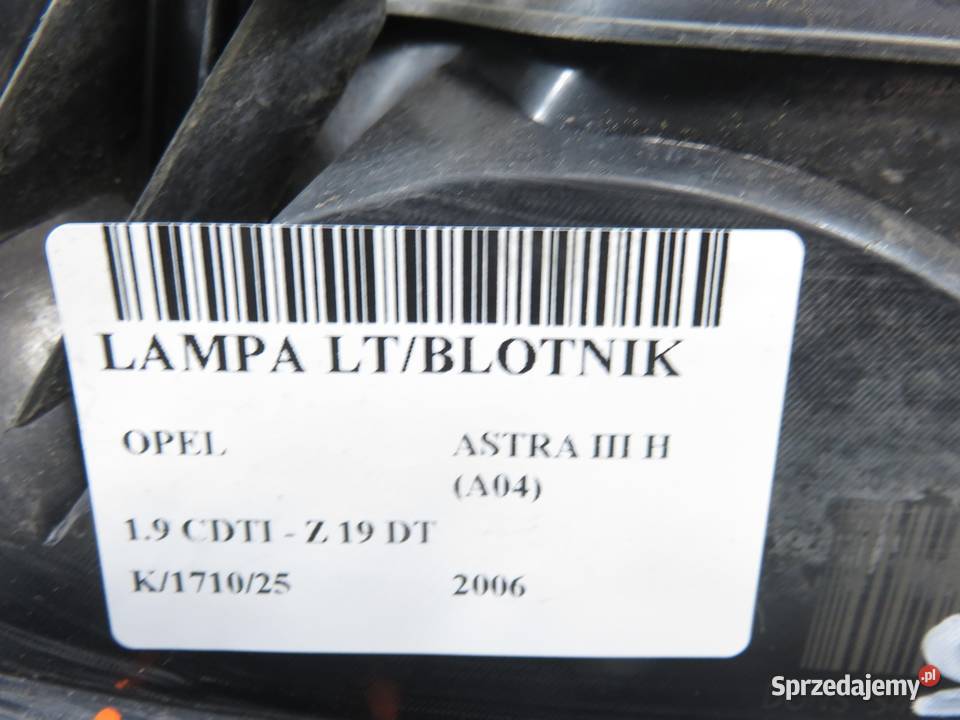 LAMPA LT/BLOTNIK
OPEL ASTRA III H
(A04)
1.9 CDTI - Z 19 DT
K/1710/25 2006
Sprzedajemy.pl